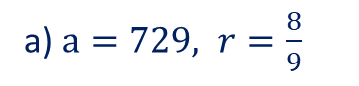 a) a = 729, r = 8/9